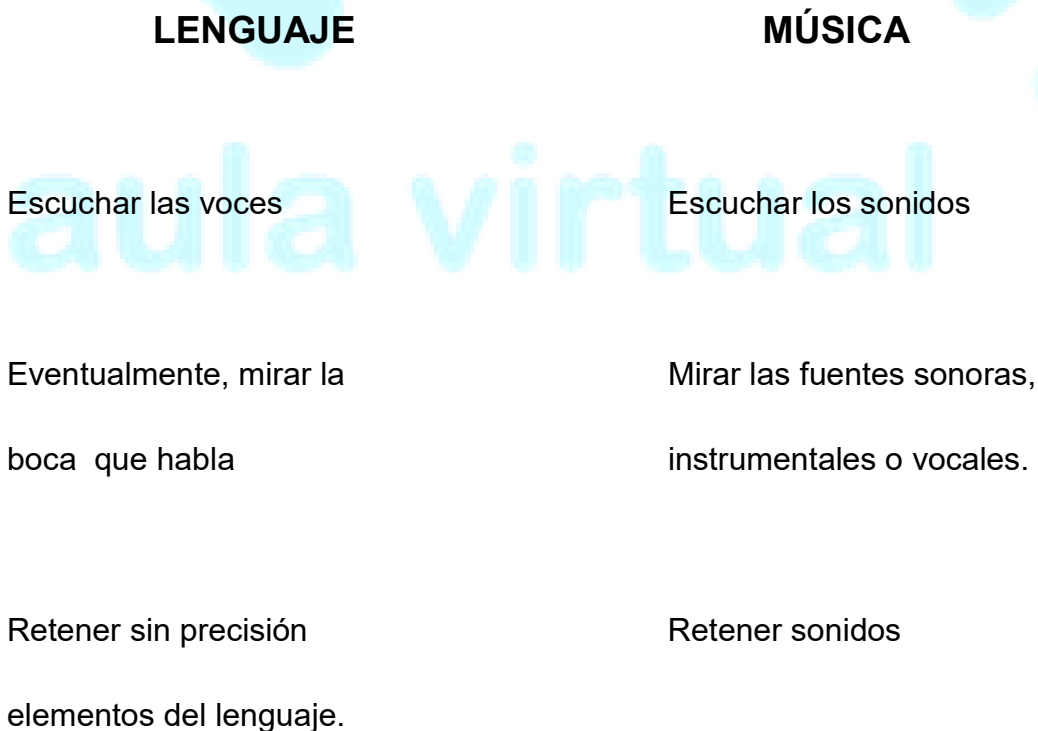 LENGUAJE MÚSICA
aula virtual
Escuchar las voces Escuchar los sonidos
Eventualmente, mirar la Mirar las fuentes sonoras,
boca que habla instrumentales o vocales.
Retener sin precisión Retener sonidos
elementos del lenguaje.